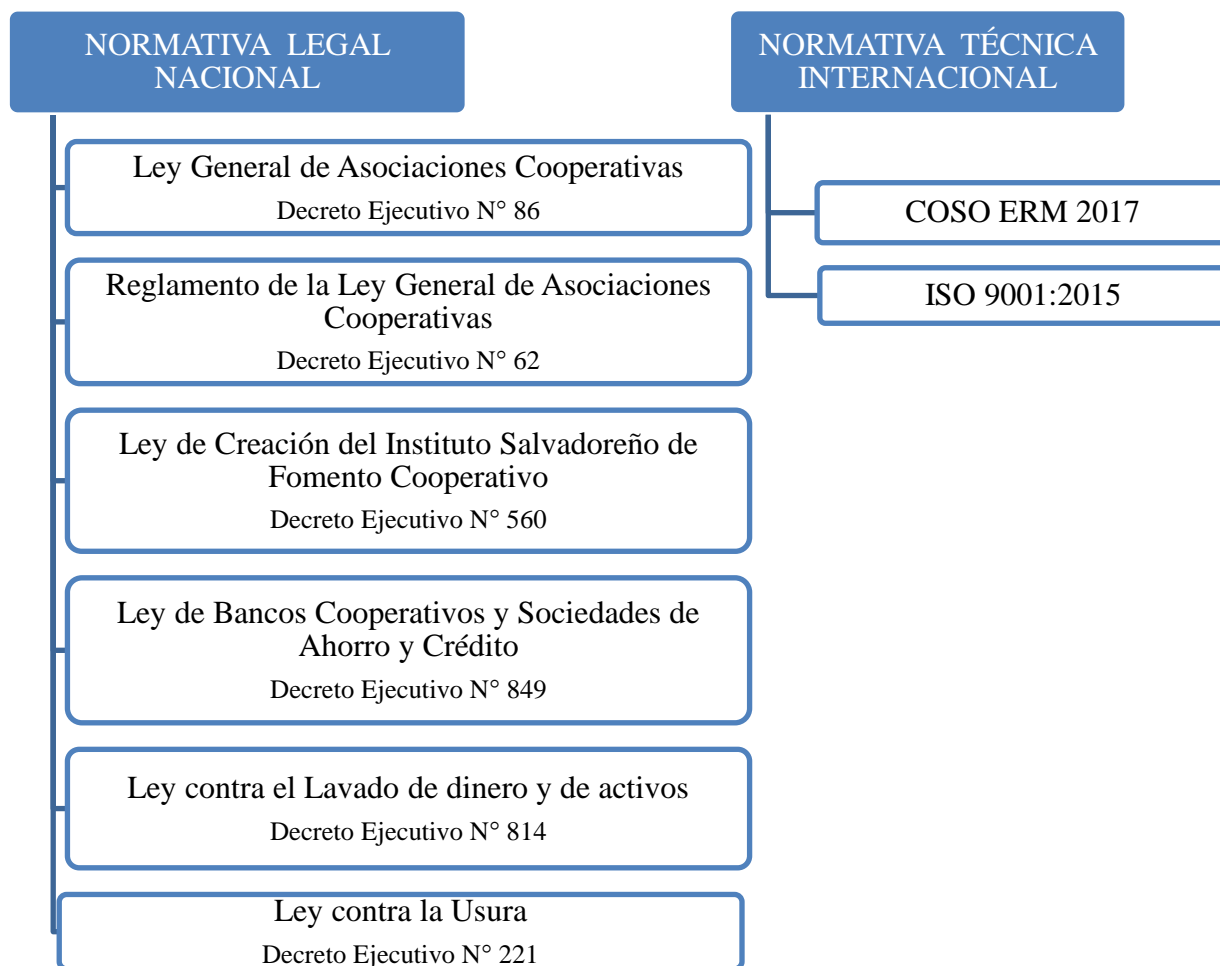 NORMATIVA LEGAL
NACIONAL
Ley General de Asociaciones Cooperativas
Decreto Ejecutivo N° 86
Reglamento de la Ley General de Asociaciones
Cooperativas
Decreto Ejecutivo N° 62
Ley de Creación del Instituto Salvadoreño de
Fomento Cooperativo
Decreto Ejecutivo N° 560
Ley de Bancos Cooperativos y Sociedades de
Ahorro y Crédito
Decreto Ejecutivo N° 849
Ley contra el Lavado de dinero y de activos
Decreto Ejecutivo N° 814
Ley contra la Usura
Decreto Ejecutivo N° 221
NORMATIVA TÉCNICA
INTERNACIONAL
COSO ERM 2017
ISO 9001:2015